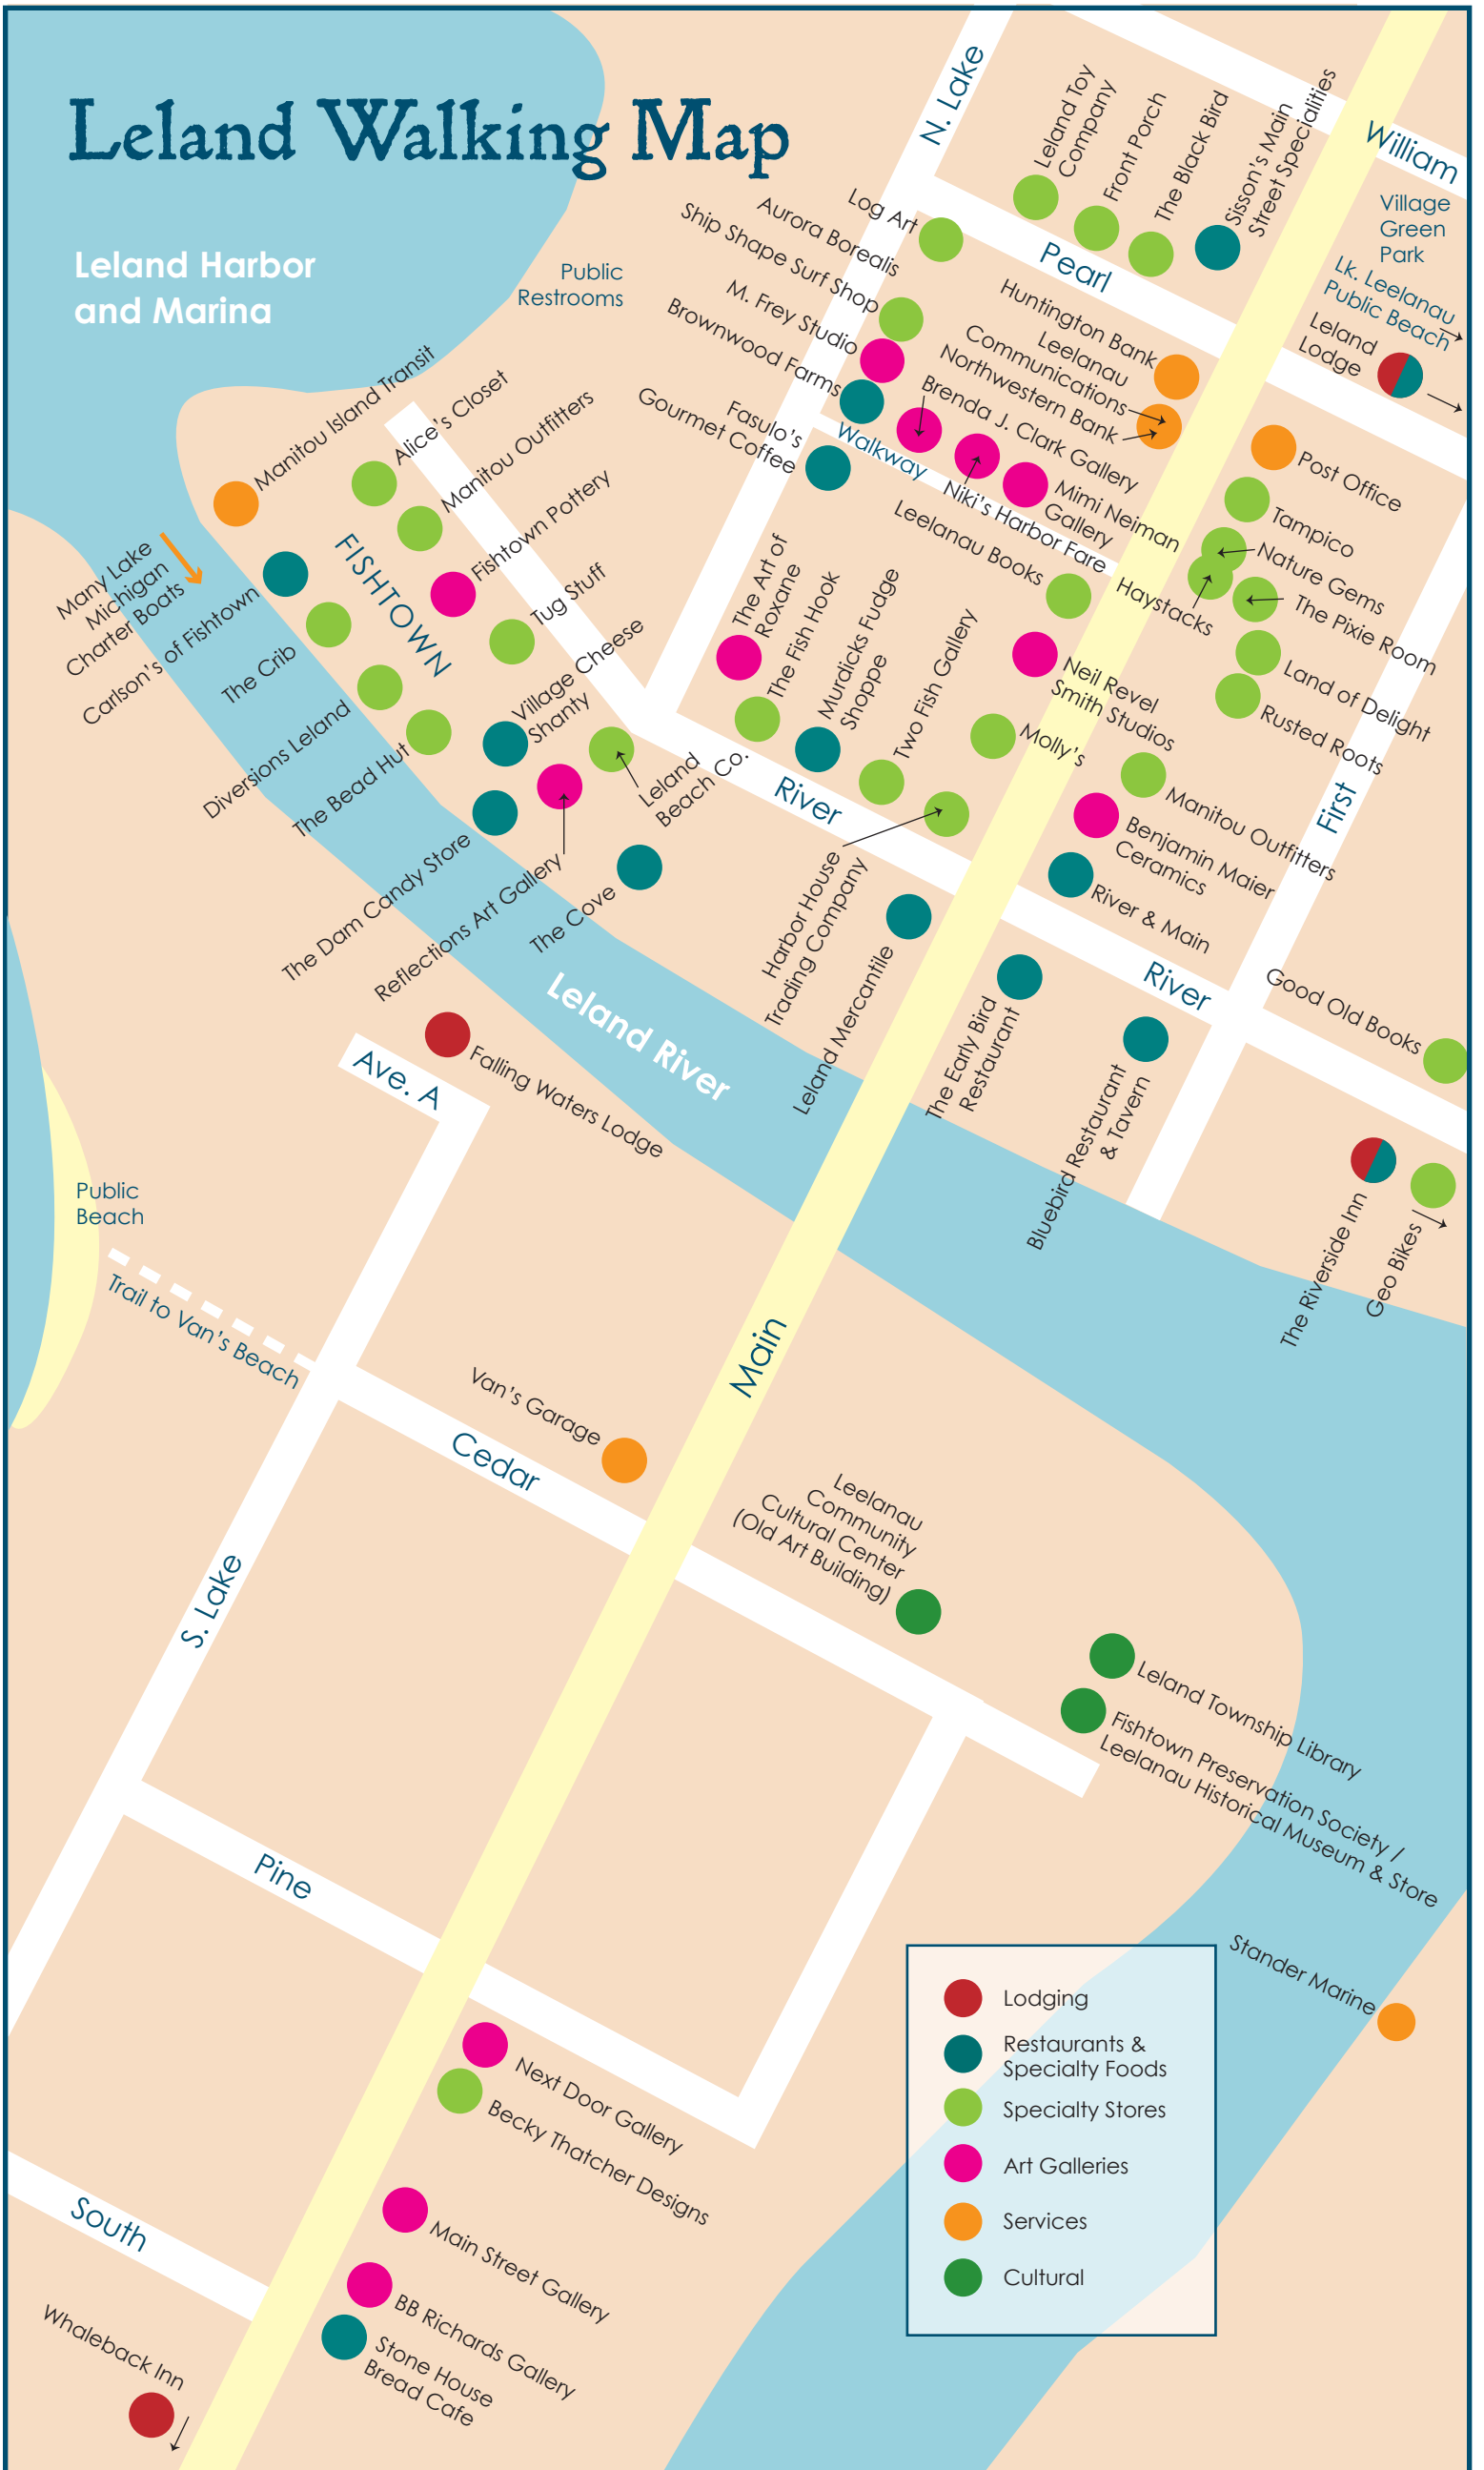 Leland Walking Map
Leland Harbor
and Marina
Public
Restrooms
N. Lake
William
Village
Green
Park
Lk. Leelanau
Public Beach
Leland
Lodge
Leland Toy
Company
Front Porch
The Black Bird
Sisson's Main
Street Specialities
Pearl
Log Art
Aurora Borealis
Ship Shape Surf Shop
M. Frey Studio
Brownwood Farms
Fasulo's
Gourmet Coffee
Walkway
Huntington Bank
Leelanau
Communications
Northwestern Bank
Brenda J. Clark Gallery
Niki's Harbor Fare
Mimi Neiman
Gallery
Leelanau Books
Post Office
Tampico
Nature Gems
Haystacks
The Pixie Room
Land of Delight
Rusted Roots
Neil Revel
Smith Studios
Molly's
Manitou Outfitters
Benjamin Maier
Ceramics
River & Main
First
Manitou Island Transit
Alice's Closet
Manitou Outfitters
Fishtown Pottery
Tug Stuff
FISHTOWN
Many Lake
Michigan
Charter Boats
Carlson's of Fishtown
The Crib
Diversions Leland
The Bead Hut
Village Cheese
Shanty
Leland
Beach Co.
The Dam Candy Store
Reflections Art Gallery
The Cove
The Art of
Roxane
The Fish Hook
Murdicks Fudge
Shoppe
Two Fish Gallery
River
Harbor House
Trading Company
Leland Mercantile
The Early Bird
Restaurant
River
Bluebird Restaurant
& Tavern
Good Old Books
The Riverside Inn
Geo Bikes
Leland River
Falling Waters Lodge
Ave. A
Public
Beach
Trail to Van's Beach
Main
Van's Garage
Cedar
Leelanau
Community
Cultural Center
(Old Art Building)
S. Lake
Leland Township Library
Fishtown Preservation Society /
Leelanau Historical Museum & Store
Pine
Stander Marine
Next Door Gallery
Becky Thatcher Designs
Main Street Gallery
BB Richards Gallery
Stone House
Bread Cafe
South
Whaleback Inn
Lodging
Restaurants &
Specialty Foods
Specialty Stores
Art Galleries
Services
Cultural